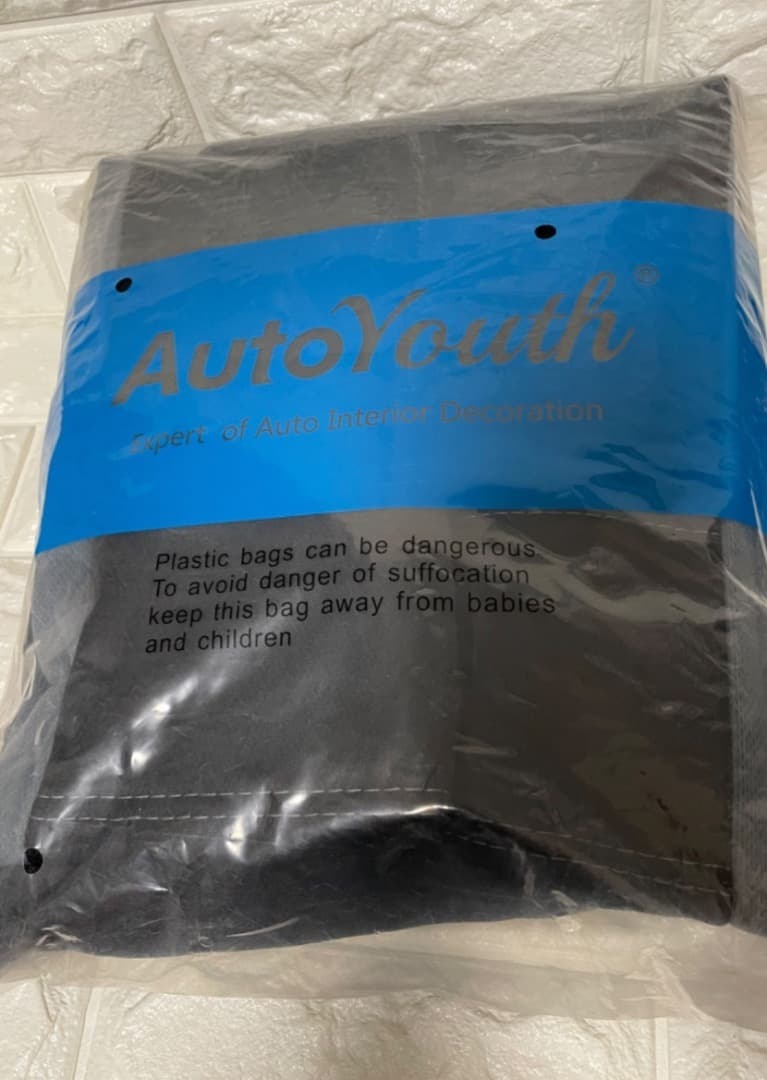 AutoYouth®
Expert of Auto Interior Decoration
Plastic bags can be dangerous.
To avoid danger of suffocation
keep this bag away from babies
and children